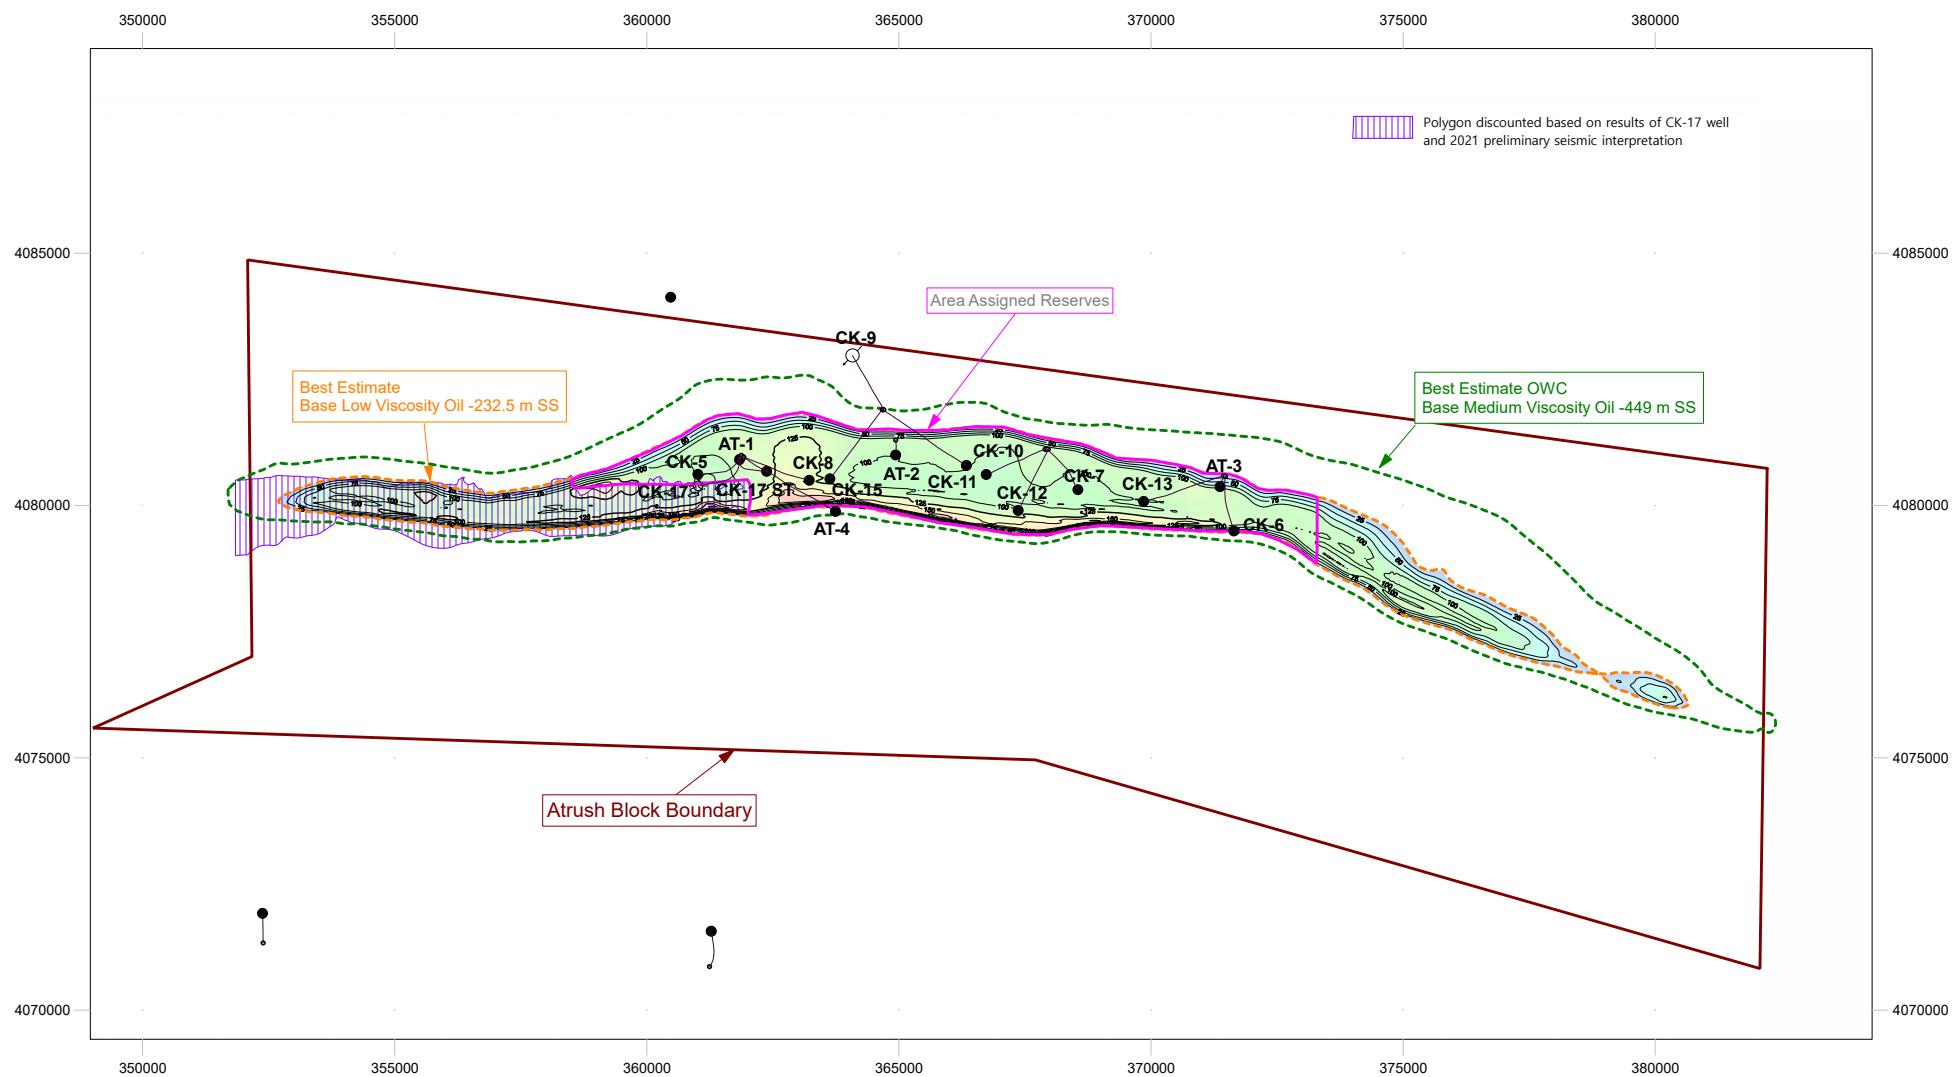 350000 355000 360000 365000 370000 375000 380000
Polygon discounted based on results of CK-17 well
and 2021 preliminary seismic interpretation
4085000 4085000
Area Assigned Reserves
CK-9
Best Estimate
Base Low Viscosity Oil -232.5 m SS
Best Estimate OWC
Base Medium Viscosity Oil -449 m SS
AT-1
CK-5
CK-8
CK-10
AT-2
CK-11
CK-7
AT-3
CK-17
CK-17 ST
CK-15
CK-12
CK-13
4080000 4080000
AT-4
CK-6
4075000 4075000
Atrush Block Boundary
4070000 4070000
350000 355000 360000 365000 370000 375000 380000